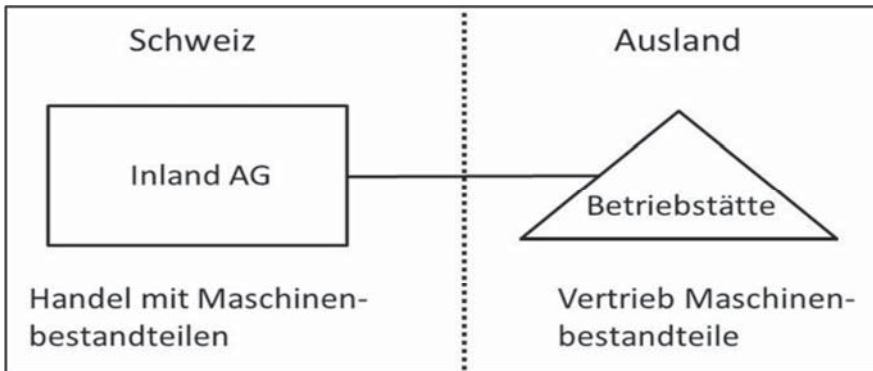 Schweiz
Ausland
Inland AG
Betriebstätte
Handel mit Maschinen-
bestandteilen
Vertrieb Maschinen-
bestandteile